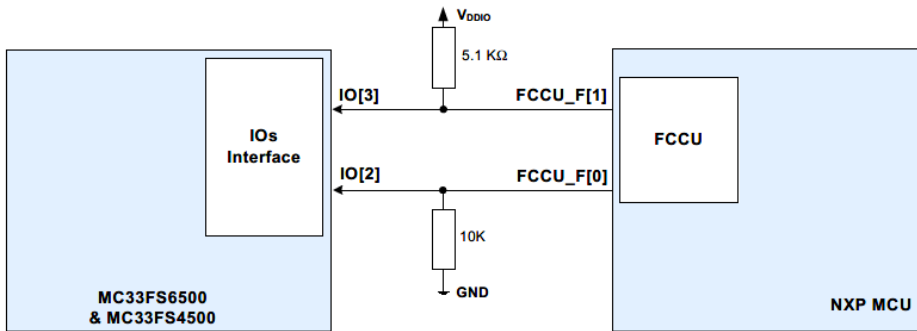 VDDIO
5.1 KΩ
IO[3]
FCCU_F[1]
IOs
Interface
FCCU
IO[2]
FCCU_F[0]
10K
GND
MC33FS6500
& MC33FS4500
NXP MCU